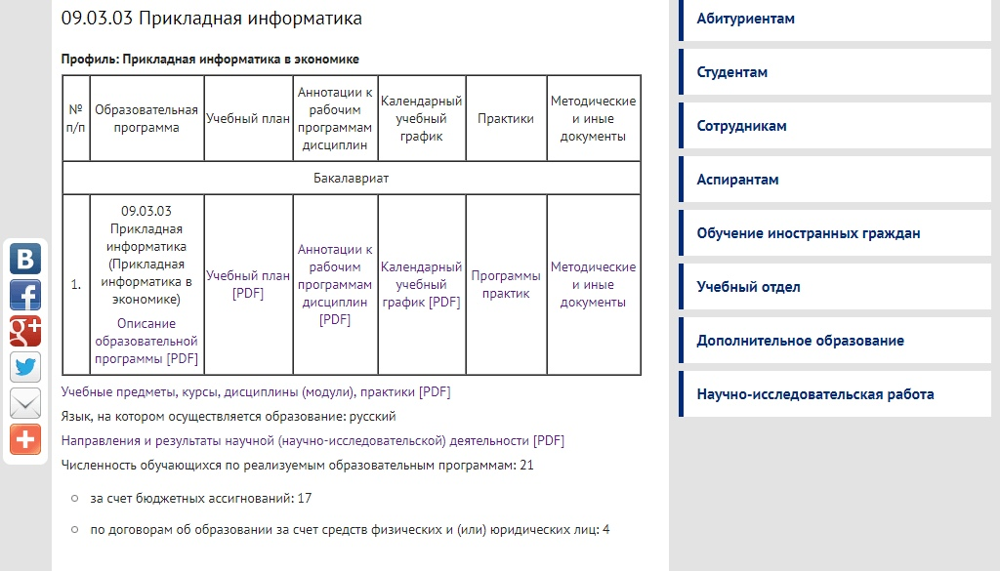 09.03.03 Прикладная информатика
Профиль: Прикладная информатика в экономике
№
п/п
Образовательная
программа
Учебный план
Аннотации к
рабочим
программам
дисциплин
Календарный
учебный
график
Практики
Методические
и иные
документы
Бакалавриат
1.
09.03.03
Прикладная
информатика
(Прикладная
информатика в
экономике)
Описание
образовательной
программы [PDF]
Учебный план
[PDF]
Аннотации к
рабочим
программам
дисциплин
[PDF]
Календарный
учебный
график [PDF]
Программы
практик
Методические
и иные
документы
Учебные предметы, курсы, дисциплины (модули), практики [PDF]
Язык, на котором осуществляется образование: русский
Направления и результаты научной (научно-исследовательской) деятельности [PDF]
Численность обучающихся по реализуемым образовательным программам: 21
за счет бюджетных ассигнований: 17
по договорам об образовании за счет средств физических и (или) юридических лиц: 4
Абитуриентам
Студентам
Сотрудникам
Аспирантам
Обучение иностранных граждан
Учебный отдел
Дополнительное образование
Научно-исследовательская работа
B
f
g+